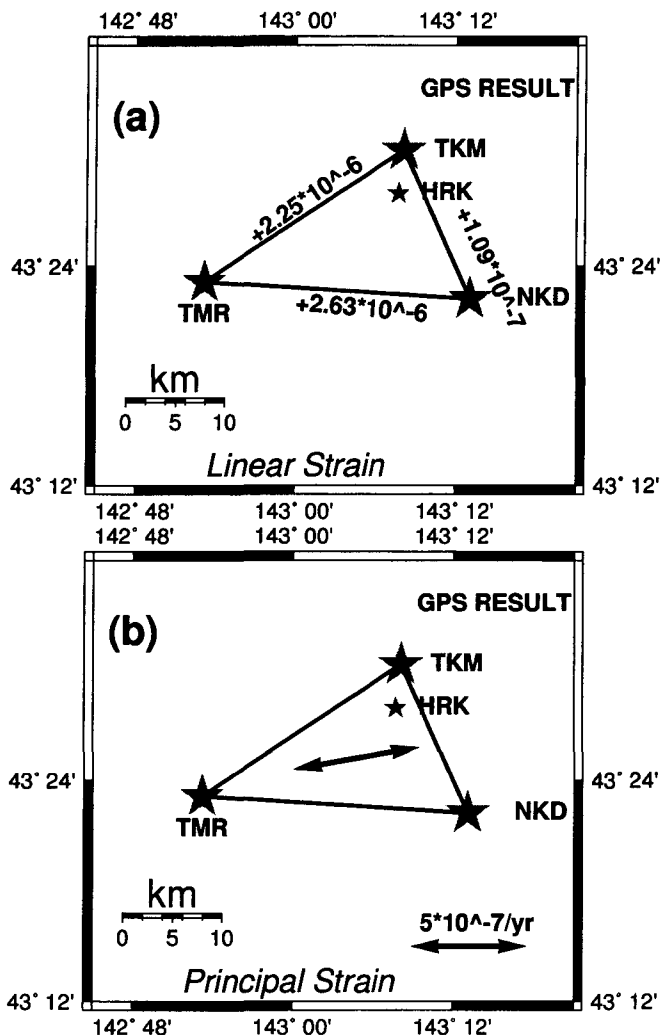 142° 48' 143° 00' 143° 12'
GPS RESULT
(a)
TKM
HRK
+2.25*10^-6
+1.09*10^-7
43° 24' 43° 24'
NKD
TMR
+2.63*10^-6
km
0 5 10
Linear Strain
43° 12' 43° 12'
142° 48' 143° 00' 143° 12'
142° 48' 143° 00' 143° 12'
GPS RESULT
(b)
TKM
HRK
43° 24' 43° 24'
NKD
TMR
km
0 5 10
5*10^-7/yr
Principal Strain
43° 12' 43° 12'
142° 48' 143° 00' 143° 12'